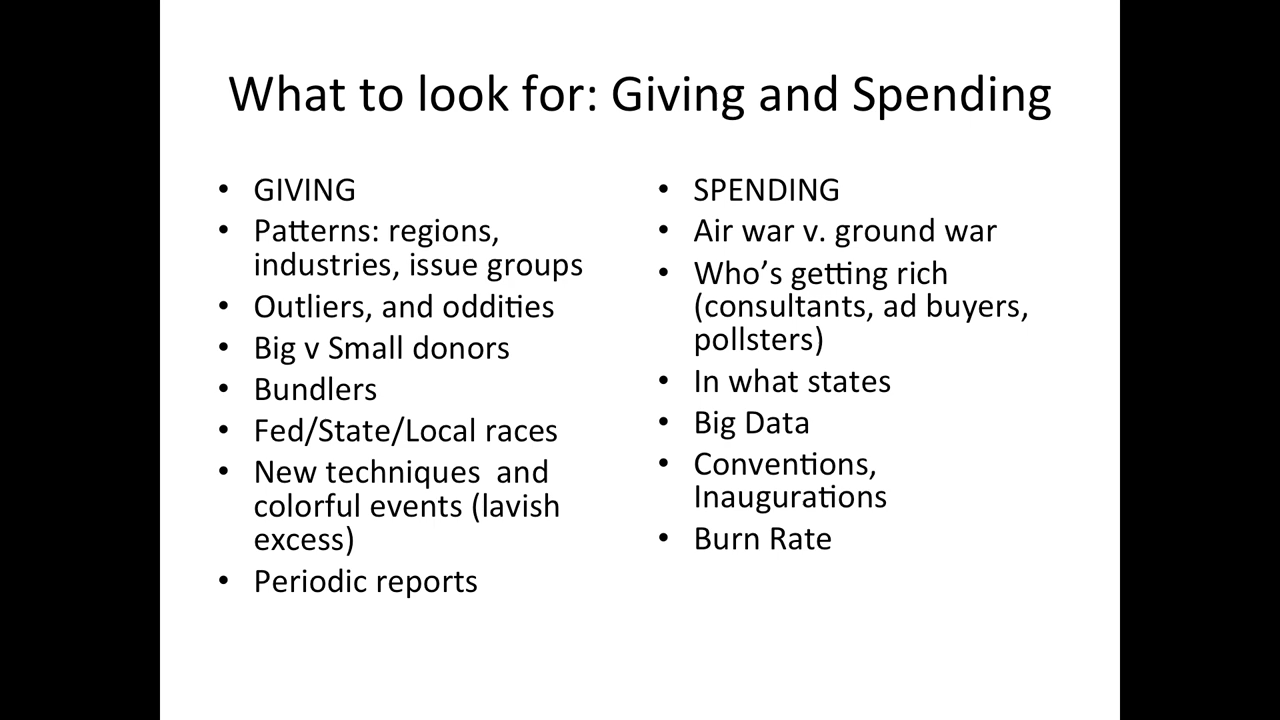 What to look for: Giving and Spending
• GIVING
• Patterns: regions,
industries, issue groups
• Outliers, and oddities
• Big v Small donors
• Bundlers
• Fed/State/Local races
• New techniques  and
colorful events (lavish
excess)
• Periodic reports
• SPENDING
• Air war v. ground war
• Who’s getting rich
(consultants, ad buyers,
pollsters)
• In what states
• Big Data
• Conventions,
Inaugurations
• Burn Rate